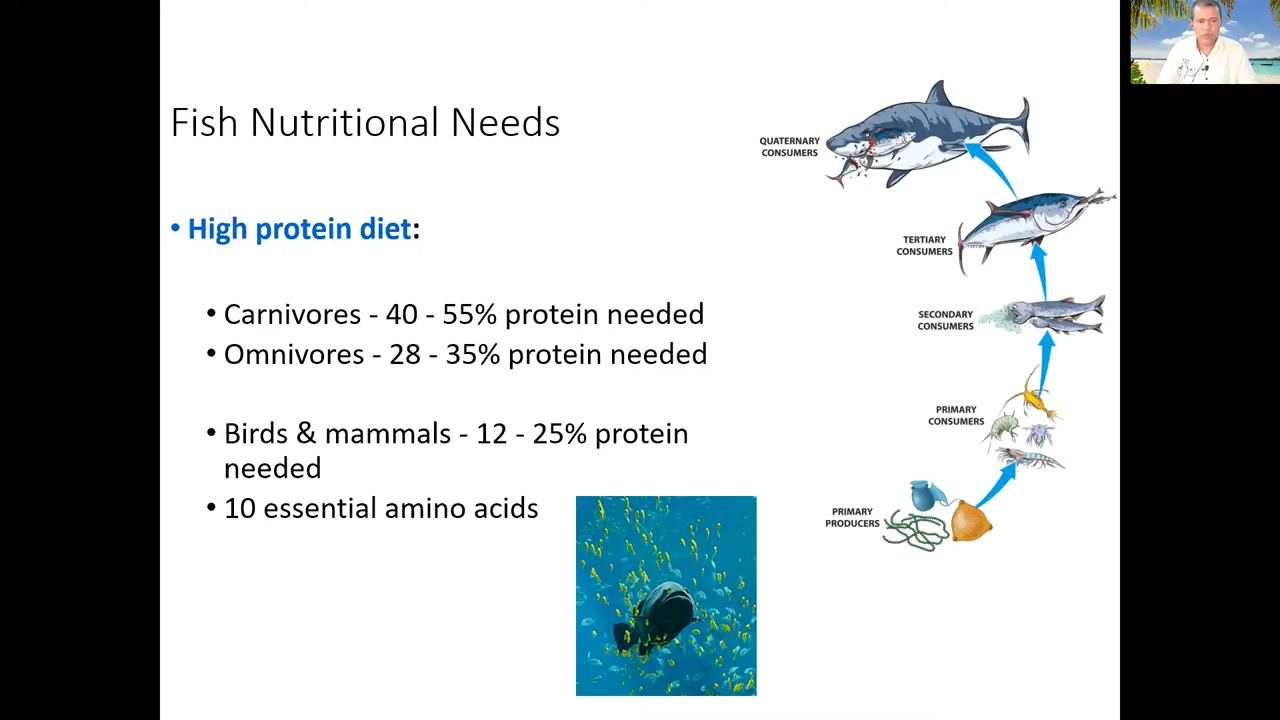 Fish Nutritional Needs
• High protein diet:
• Carnivores - 40 - 55% protein needed
• Omnivores - 28 - 35% protein needed
• Birds & mammals - 12 - 25% protein
needed
• 10 essential amino acids
QUATERNARY
CONSUMERS
TERTIARY
CONSUMERS
SECONDARY
CONSUMERS
PRIMARY
CONSUMERS
PRIMARY
PRODUCERS